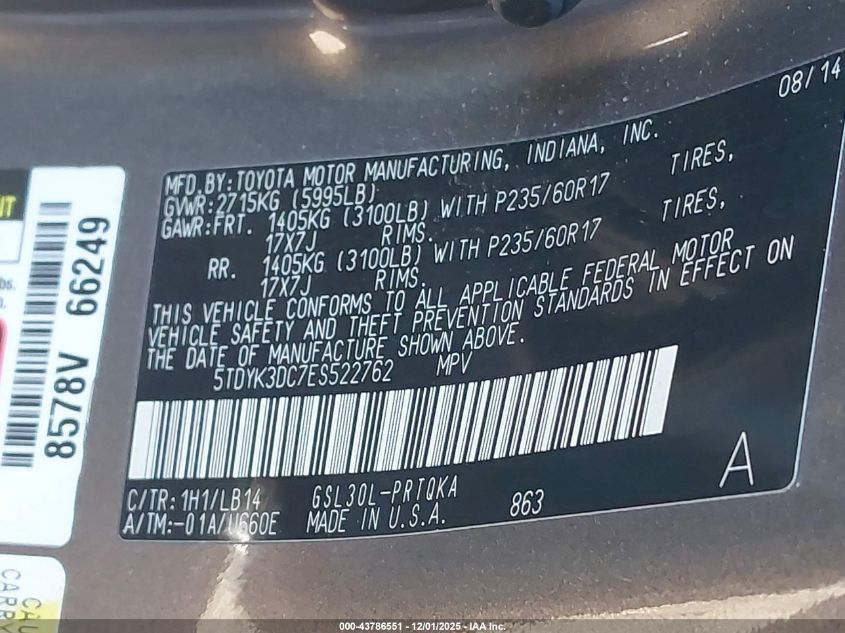 08/14
MFD.BY:TOYOTA MOTOR MANUFACTURING, INDIANA, INC.
GVWR:2715KG (5995LB)
GAWR:FRT. 1405KG (3100LB) WITH P235/60R17 TIRES,
17X7J RIMS.
RR. 1405KG (3100LB) WITH P235/60R17 TIRES,
17X7J RIMS.
THIS VEHICLE CONFORMS TO ALL APPLICABLE FEDERAL MOTOR
VEHICLE SAFETY AND THEFT PREVENTION STANDARDS IN EFFECT ON
THE DATE OF MANUFACTURE SHOWN ABOVE.
5TDYK3DC7ES522762 MPV
A
C/TR:1H1/LB14 GSL30L-PRTQKA
A/TM:-01A/U660E MADE IN U.S.A. 863
8578V 66249
NT
bs.
CAU
CARRY
000-43786551 - 12/01/2025 - IAA Inc.